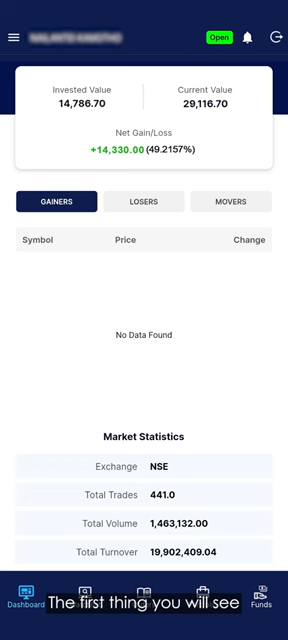 Open
Invested Value
Current Value
14,786.70
29,116.70
Net Gain/Loss
+14,330.00 (49.2157%)
GAINERS
LOSERS
MOVERS
Symbol
Price
Change
No Data Found
Market Statistics
Exchange
NSE
Total Trades
441.0
Total Volume
1,463,132.00
Total Turnover
19,902,409.04
Dashboard
Funds
The first thing you will see